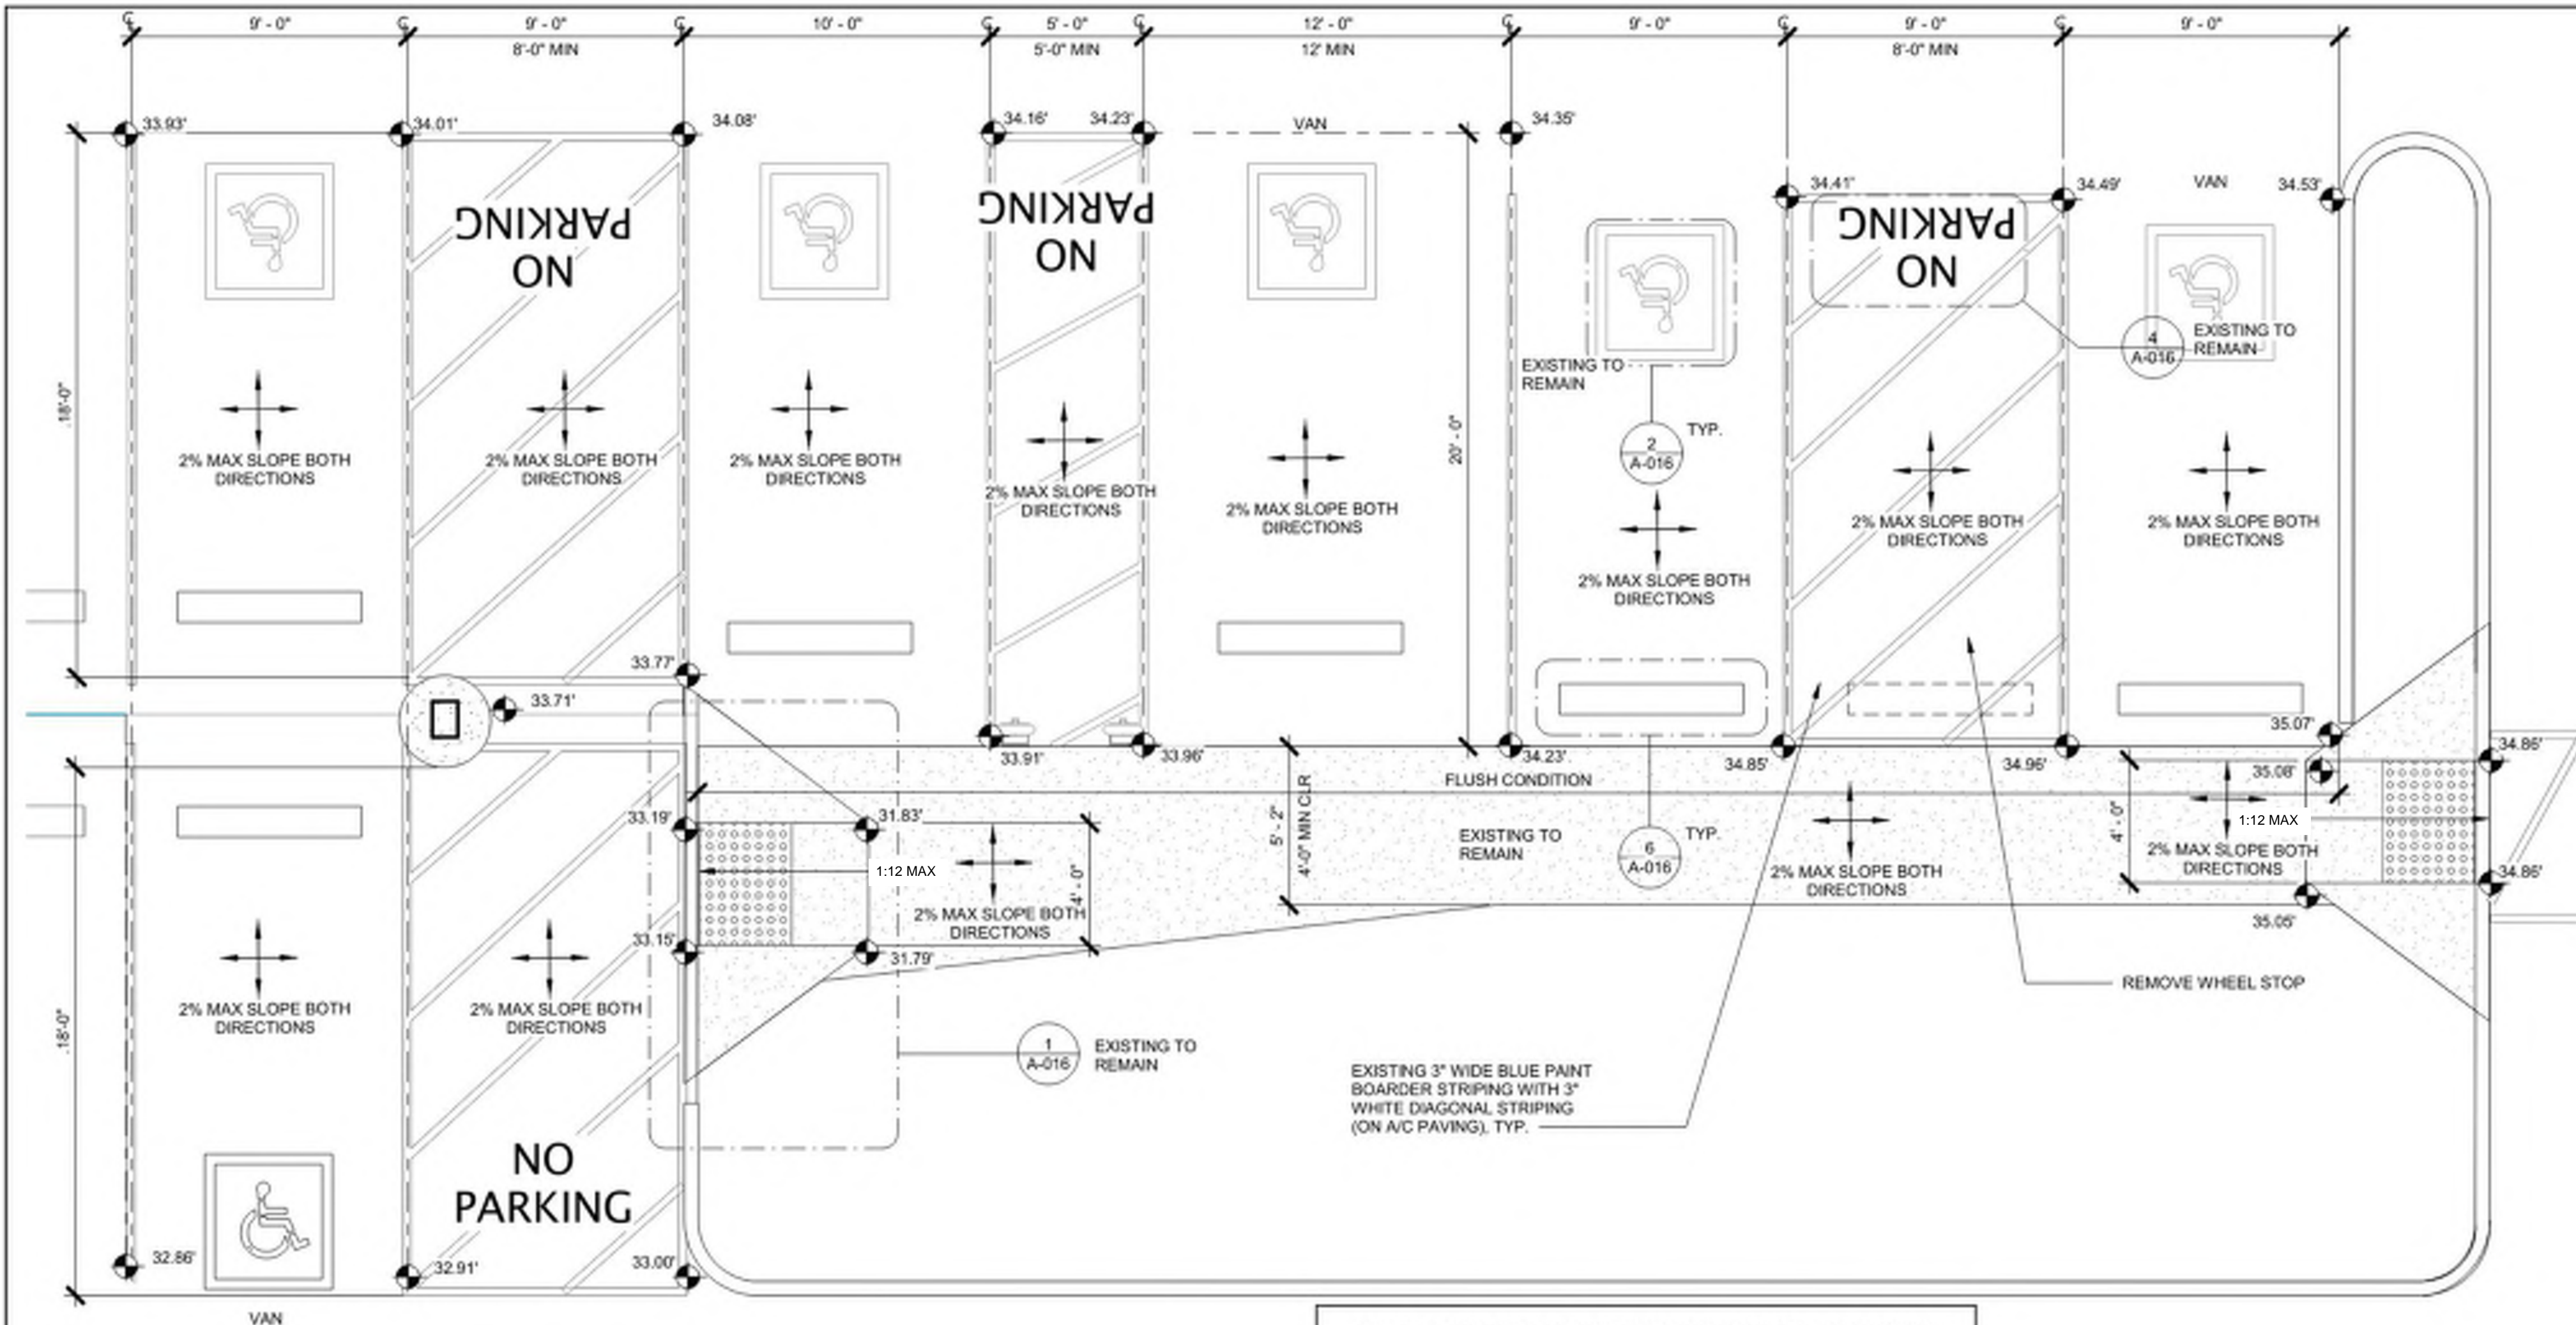 9' - 0"
9' - 0"
10' - 0"
5' - 0"
12' - 0"
9' - 0"
9' - 0"
9' - 0"
8'-0" MIN
5'-0" MIN
12' MIN
8'-0" MIN
33.93'
34.01'
34.08'
34.16'
34.23'
VAN
34.35'
34.41'
34.49'
VAN
34.53'
NO
PARKING
NO
PARKING
NO
PARKING
4
A-016
EXISTING TO
REMAIN
EXISTING TO
REMAIN
2
A-016
TYP.
18'-0"
20' - 0"
2% MAX SLOPE BOTH
DIRECTIONS
2% MAX SLOPE BOTH
DIRECTIONS
2% MAX SLOPE BOTH
DIRECTIONS
2% MAX SLOPE BOTH
DIRECTIONS
2% MAX SLOPE BOTH
DIRECTIONS
2% MAX SLOPE BOTH
DIRECTIONS
2% MAX SLOPE BOTH
DIRECTIONS
2% MAX SLOPE BOTH
DIRECTIONS
33.77'
33.71'
33.91'
33.96'
34.23'
34.85'
34.96'
35.07'
35.08'
34.86'
FLUSH CONDITION
33.19'
31.83'
1:12 MAX
4' - 0"
2% MAX SLOPE BOTH
DIRECTIONS
33.15'
31.79'
5' - 2"
4'-0" MIN CLR
EXISTING TO
REMAIN
6
A-016
TYP.
2% MAX SLOPE BOTH
DIRECTIONS
4' - 0"
1:12 MAX
2% MAX SLOPE BOTH
DIRECTIONS
34.86'
35.05'
REMOVE WHEEL STOP
18'-0"
2% MAX SLOPE BOTH
DIRECTIONS
2% MAX SLOPE BOTH
DIRECTIONS
1
A-016
EXISTING TO
REMAIN
EXISTING 3" WIDE BLUE PAINT
BOARDER STRIPING WITH 3"
WHITE DIAGONAL STRIPING
(ON A/C PAVING), TYP.
NO
PARKING
32.86'
32.91'
33.00'
VAN